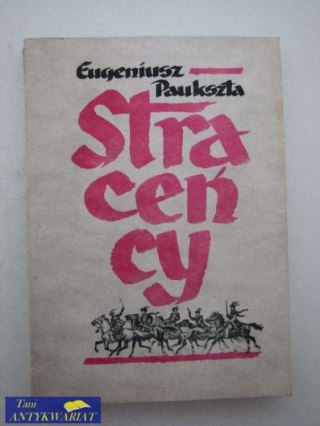 Eugeniusz
Paukszta
Stra
ceń
cy
Tani
ANTYKWARIAT